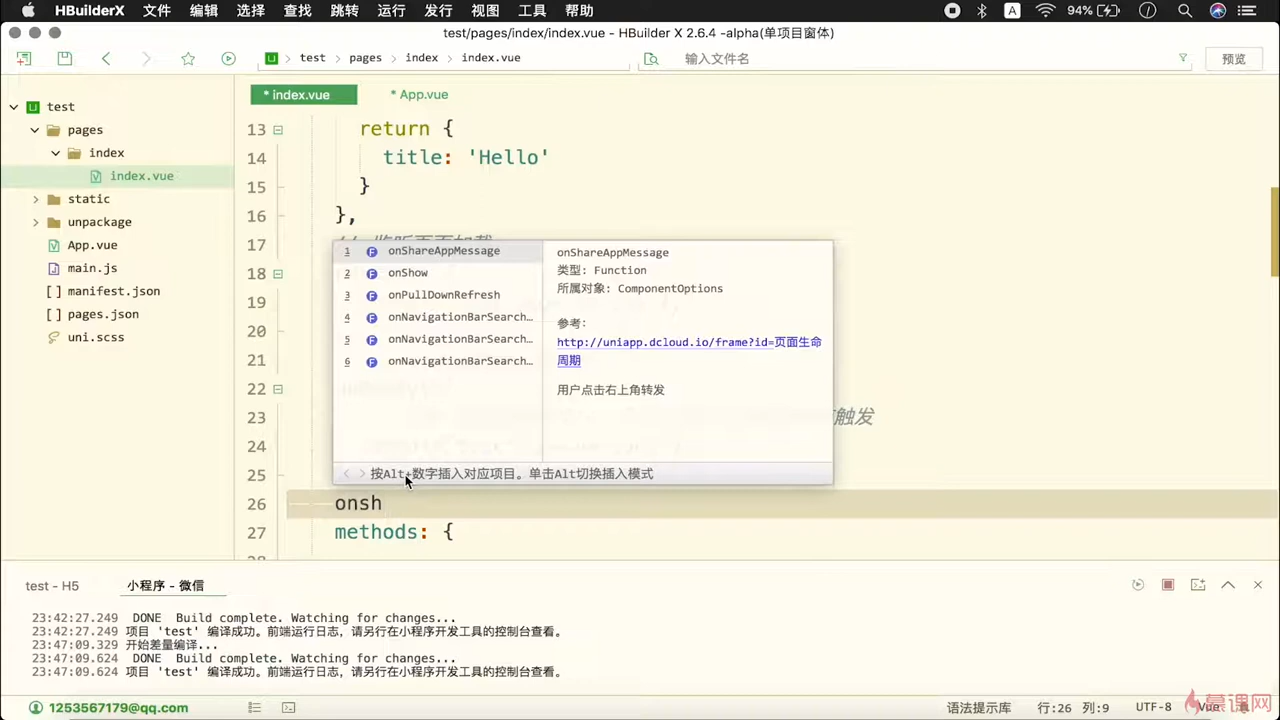 HBuilderX 文件 编辑 选择 查找 跳转 运行 发行 视图 工具 帮助 A 94%
test/pages/index/index.vue - HBuilder X 2.6.4 -alpha(单项目窗体)
U test pages index index.vue 输入文件名 预览
* index.vue * App.vue
U test
pages
index
index.vue
static
unpackage
App.vue
main.js
[ ] manifest.json
[ ] pages.json
uni.scss
13 return {
14 title: 'Hello'
15 }
16 },
17 // 监听页面加载
18
19
20
21
22
23 触发
24
25
26 onsh
27 methods: {
28
1 F onShareAppMessage
2 F onShow
3 F onPullDownRefresh
4 F onNavigationBarSearch…
5 F onNavigationBarSearch…
6 F onNavigationBarSearch…
onShareAppMessage
类型: Function
所属对象: ComponentOptions
参考:
http://uniapp.dcloud.io/frame?id=页面生命
周期
用户点击右上角转发
按Alt+数字插入对应项目。单击Alt切换插入模式
test - H5 小程序 - 微信
23:42:27.249 DONE Build complete. Watching for changes...
23:42:27.249 项目 'test' 编译成功。前端运行日志，请另行在小程序开发工具的控制台查看。
23:47:09.329 开始差量编译...
23:47:09.624 DONE Build complete. Watching for changes...
23:47:09.624 项目 'test' 编译成功。前端运行日志，请另行在小程序开发工具的控制台查看。
1253567179@qq.com 语法提示库 行:26 列:9 UTF-8 Vue
慕课网